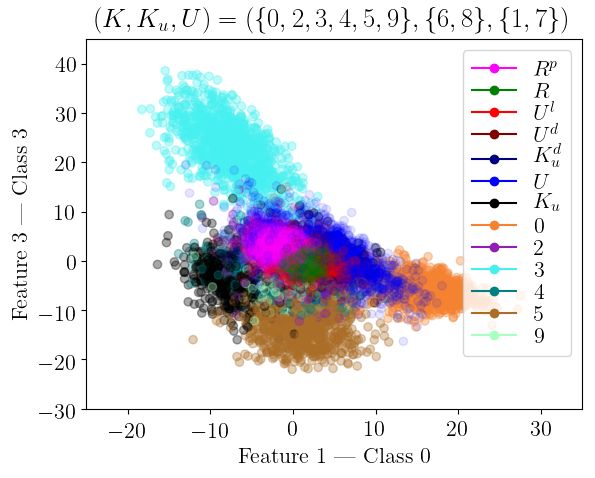 (K, K_u, U) = ({0, 2, 3, 4, 5, 9}, {6, 8}, {1, 7})
40
30
20
10
0
−10
−20
−30
Feature 3 — Class 3
R^p
R
U^l
U^d
K_u^d
U
K_u
0
2
3
4
5
9
−20
−10
0
10
20
30
Feature 1 — Class 0